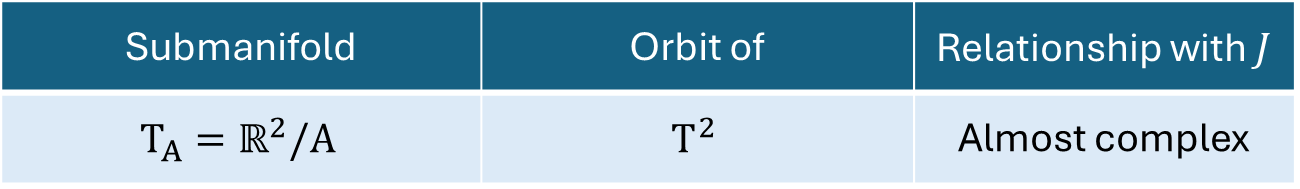 Submanifold Orbit of Relationship with J
T_A = ℝ²/A T² Almost complex